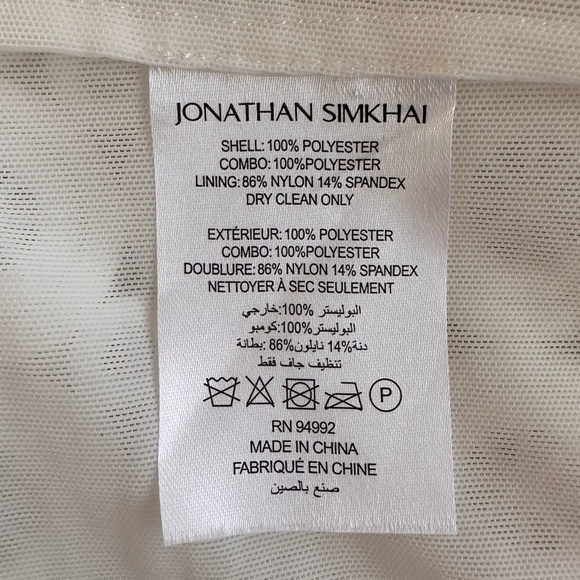 JONATHAN SIMKHAI
SHELL: 100% POLYESTER
COMBO: 100% POLYESTER
LINING: 86% NYLON 14% SPANDEX
DRY CLEAN ONLY
EXTÉRIEUR: 100% POLYESTER
COMBO: 100% POLYESTER
DOUBLURE: 86% NYLON 14% SPANDEX
NETTOYER À SEC SEULEMENT
البوليستر %100:خارجي
البوليستر %100:كومبو
دنة%14 نايلون%86 :بطانة
تنظيف جاف فقط
P
RN 94992
MADE IN CHINA
FABRIQUÉ EN CHINE
صنع بالصين